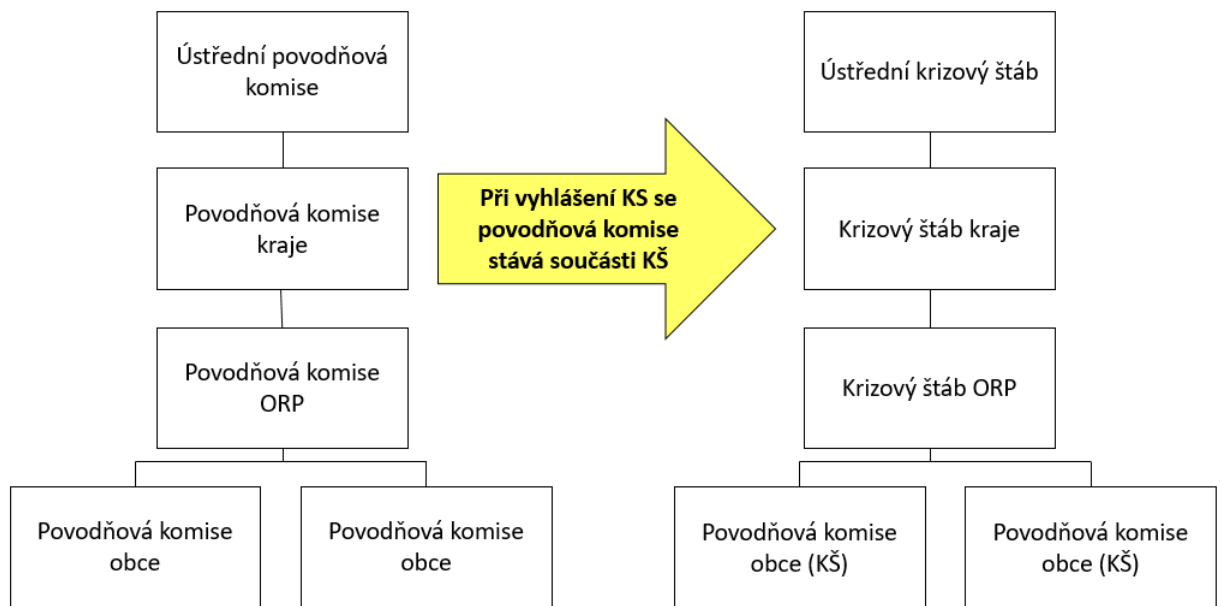 Ústřední povodňová
komise
Povodňová komise
kraje
Povodňová komise
ORP
Povodňová komise
obce
Povodňová komise
obce
Při vyhlášení KS se
povodňová komise
stává součásti KŠ
Ústřední krizový štáb
Krizový štáb kraje
Krizový štáb ORP
Povodňová komise
obce (KŠ)
Povodňová komise
obce (KŠ)